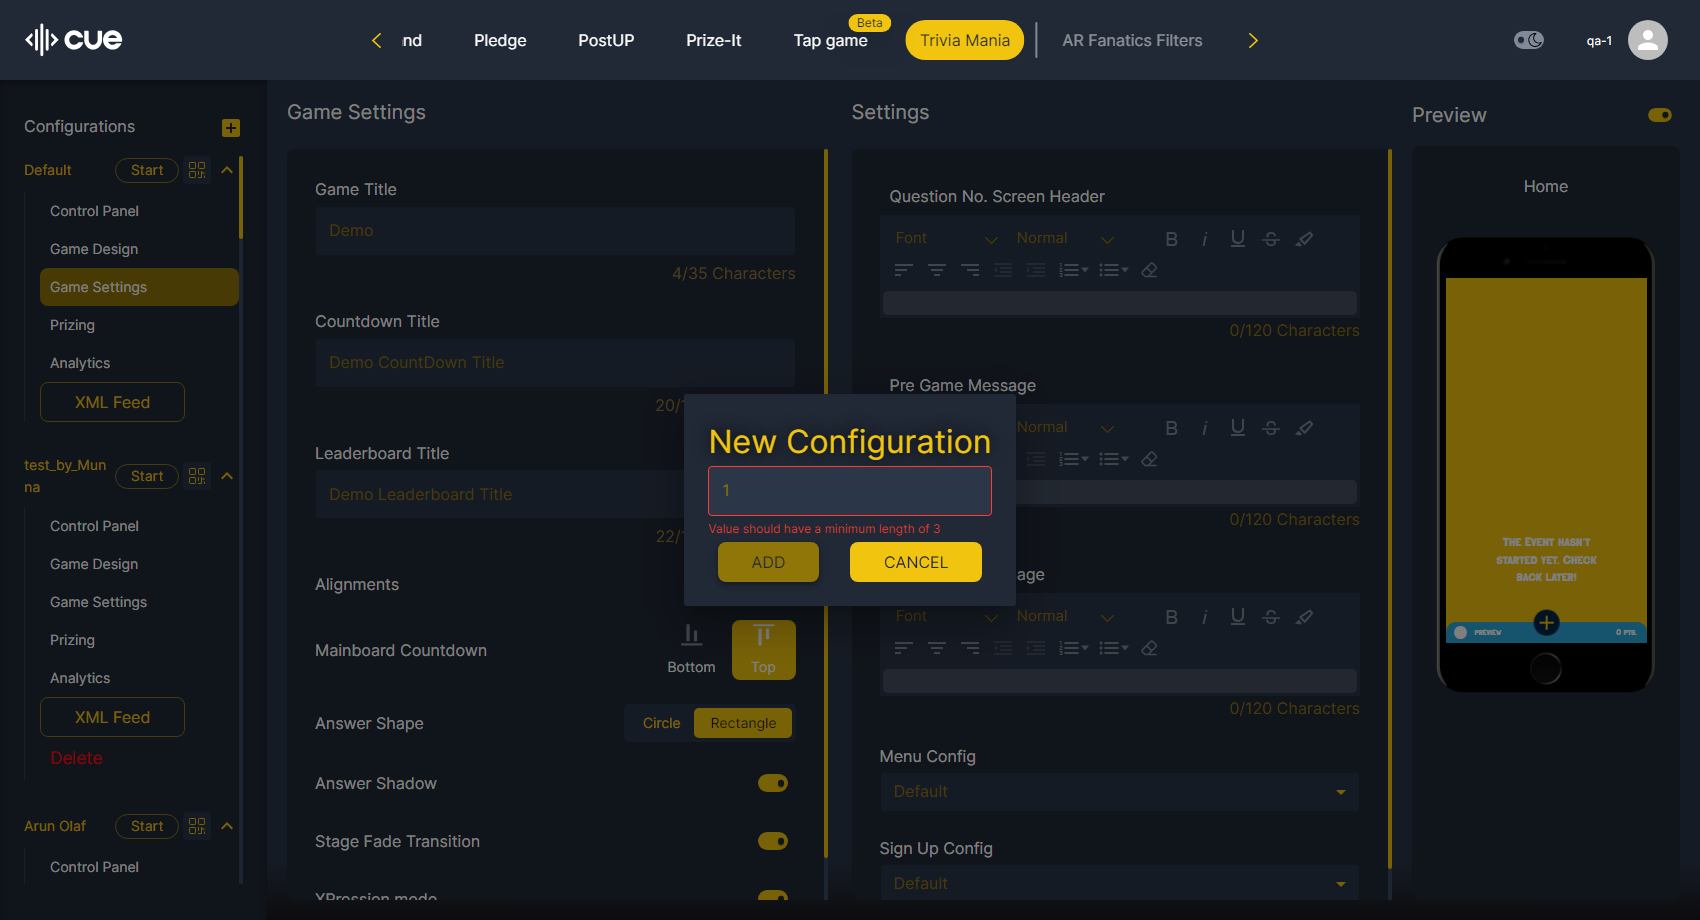 cue
nd
Pledge
PostUP
Prize-It
Tap game
Beta
Trivia Mania
AR Fanatics Filters
qa-1
Configurations
Default
Start
Control Panel
Game Design
Game Settings
Prizing
Analytics
XML Feed
test_by_Mun
na
Start
Control Panel
Game Design
Game Settings
Prizing
Analytics
XML Feed
Delete
Arun Olaf
Start
Control Panel
Game Settings
Game Title
Demo
4/35 Characters
Countdown Title
Demo CountDown Title
20/
Leaderboard Title
Demo Leaderboard Title
22/
Alignments
Mainboard Countdown
Bottom
Top
Answer Shape
Circle
Rectangle
Answer Shadow
Stage Fade Transition
XPression mode
New Configuration
1
Value should have a minimum length of 3
ADD
CANCEL
Settings
Question No. Screen Header
Font
Normal
0/120 Characters
Pre Game Message
Normal
0/120 Characters
age
Font
Normal
0/120 Characters
Menu Config
Default
Sign Up Config
Default
Preview
Home
The Event hasn't
started yet. Check
back later!
PREVIEW
0 PTS.